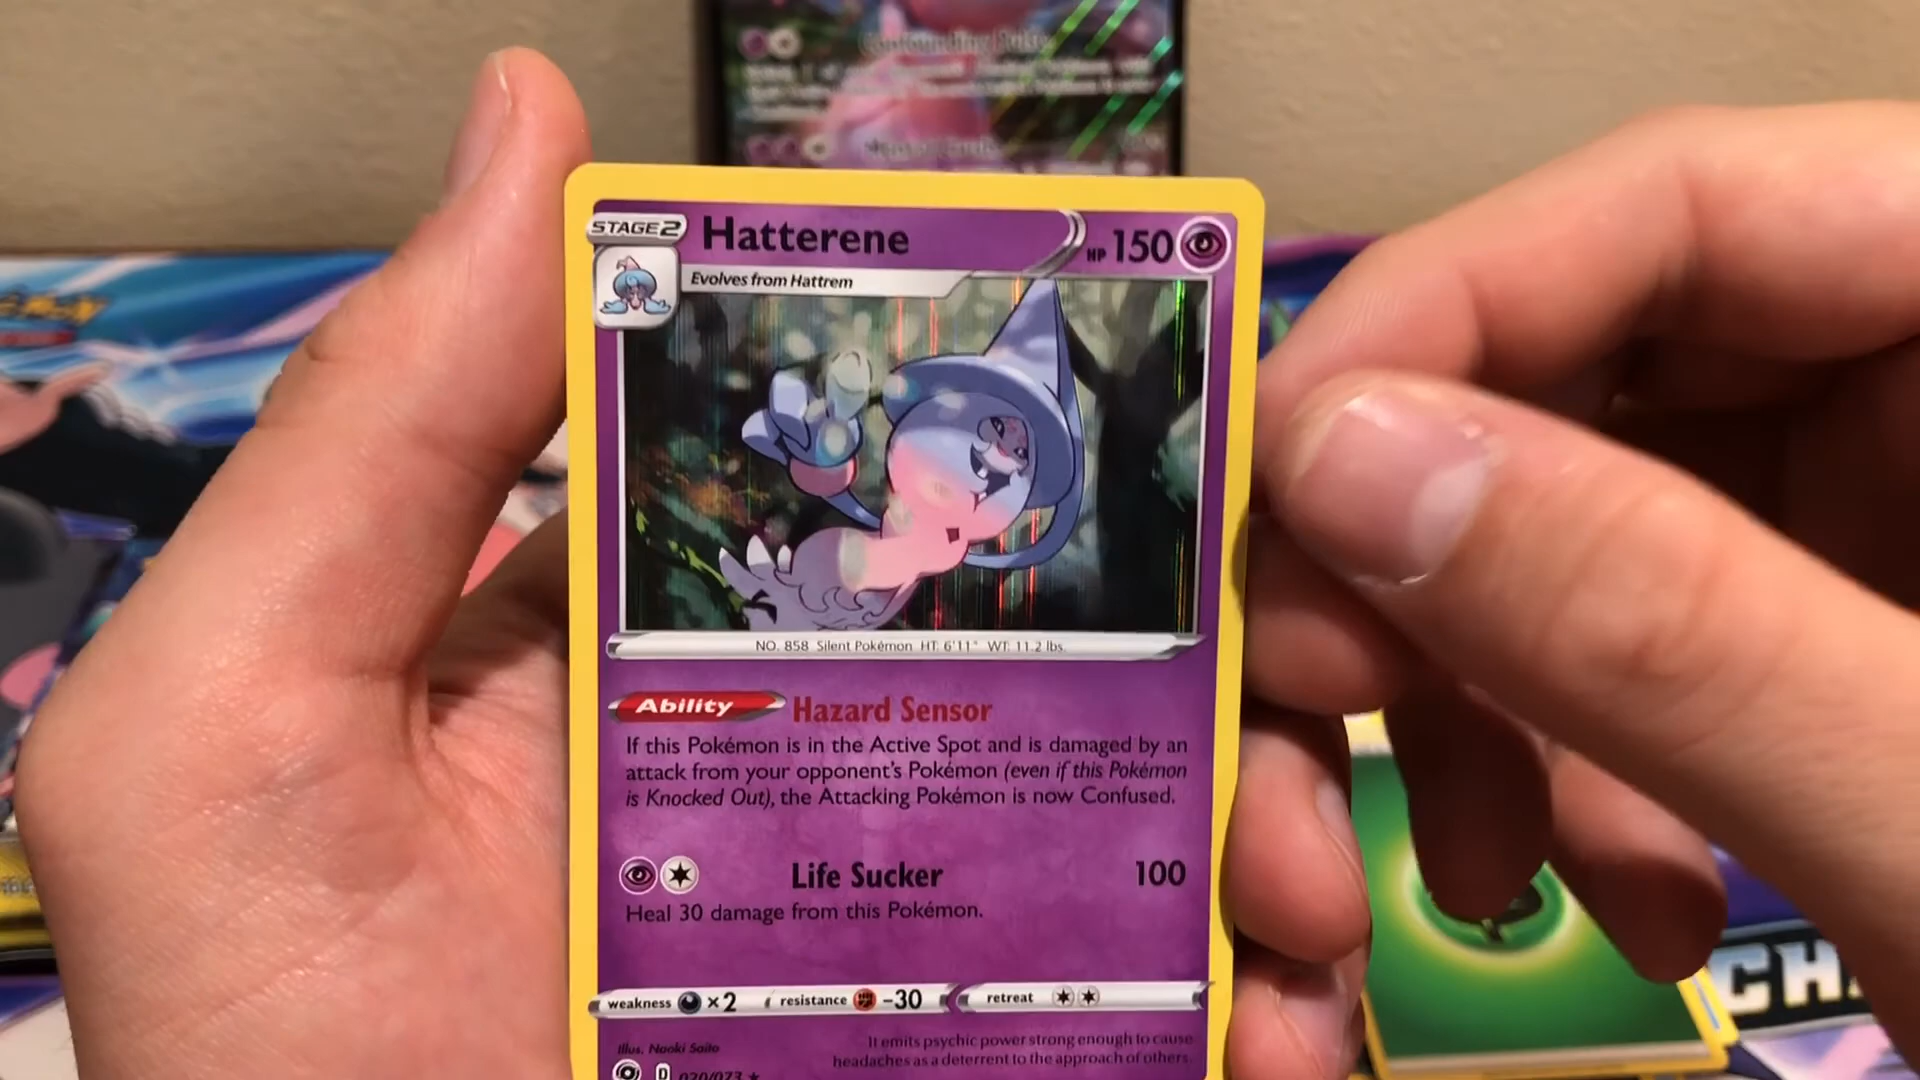 STAGE2
Hatterene
HP 150
Evolves from Hattrem
NO. 858 Silent Pokémon HT: 6'11" WT: 11.2 lbs.
Ability Hazard Sensor
If this Pokémon is in the Active Spot and is damaged by an
attack from your opponent's Pokémon (even if this Pokémon
is Knocked Out), the Attacking Pokémon is now Confused.
Life Sucker 100
Heal 30 damage from this Pokémon.
weakness ×2 resistance -30 retreat
It emits psychic power strong enough to cause
headaches as a deterrent to the approach of others.
Illus. Naoki Saito
D 020/073
CHA